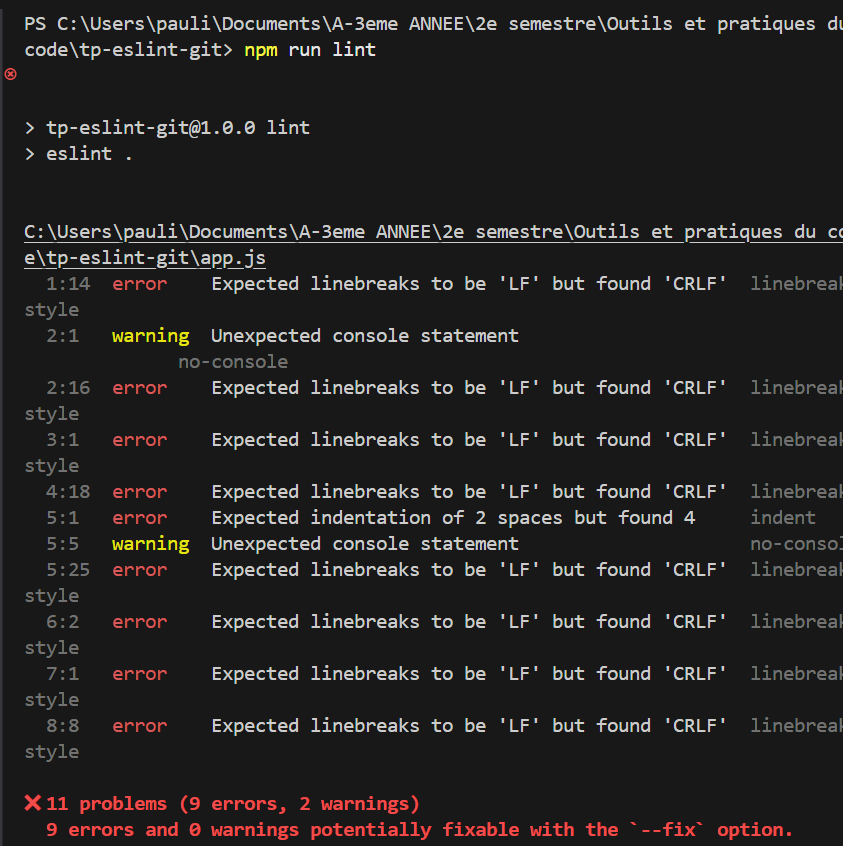 PS C:\Users\pauli\Documents\A-3eme ANNEE\2e semestre\Outils et pratiques du
code\tp-eslint-git> npm run lint
> tp-eslint-git@1.0.0 lint
> eslint .
C:\Users\pauli\Documents\A-3eme ANNEE\2e semestre\Outils et pratiques du co
e\tp-eslint-git\app.js
1:14 error Expected linebreaks to be 'LF' but found 'CRLF' linebreak
style
2:1 warning Unexpected console statement
no-console
2:16 error Expected linebreaks to be 'LF' but found 'CRLF' linebreak
style
3:1 error Expected linebreaks to be 'LF' but found 'CRLF' linebreak
style
4:18 error Expected linebreaks to be 'LF' but found 'CRLF' linebreak
5:1 error Expected indentation of 2 spaces but found 4 indent
5:5 warning Unexpected console statement no-consol
5:25 error Expected linebreaks to be 'LF' but found 'CRLF' linebreak
style
6:2 error Expected linebreaks to be 'LF' but found 'CRLF' linebreak
style
7:1 error Expected linebreaks to be 'LF' but found 'CRLF' linebreak
style
8:8 error Expected linebreaks to be 'LF' but found 'CRLF' linebreak
style
❌ 11 problems (9 errors, 2 warnings)
9 errors and 0 warnings potentially fixable with the `--fix` option.